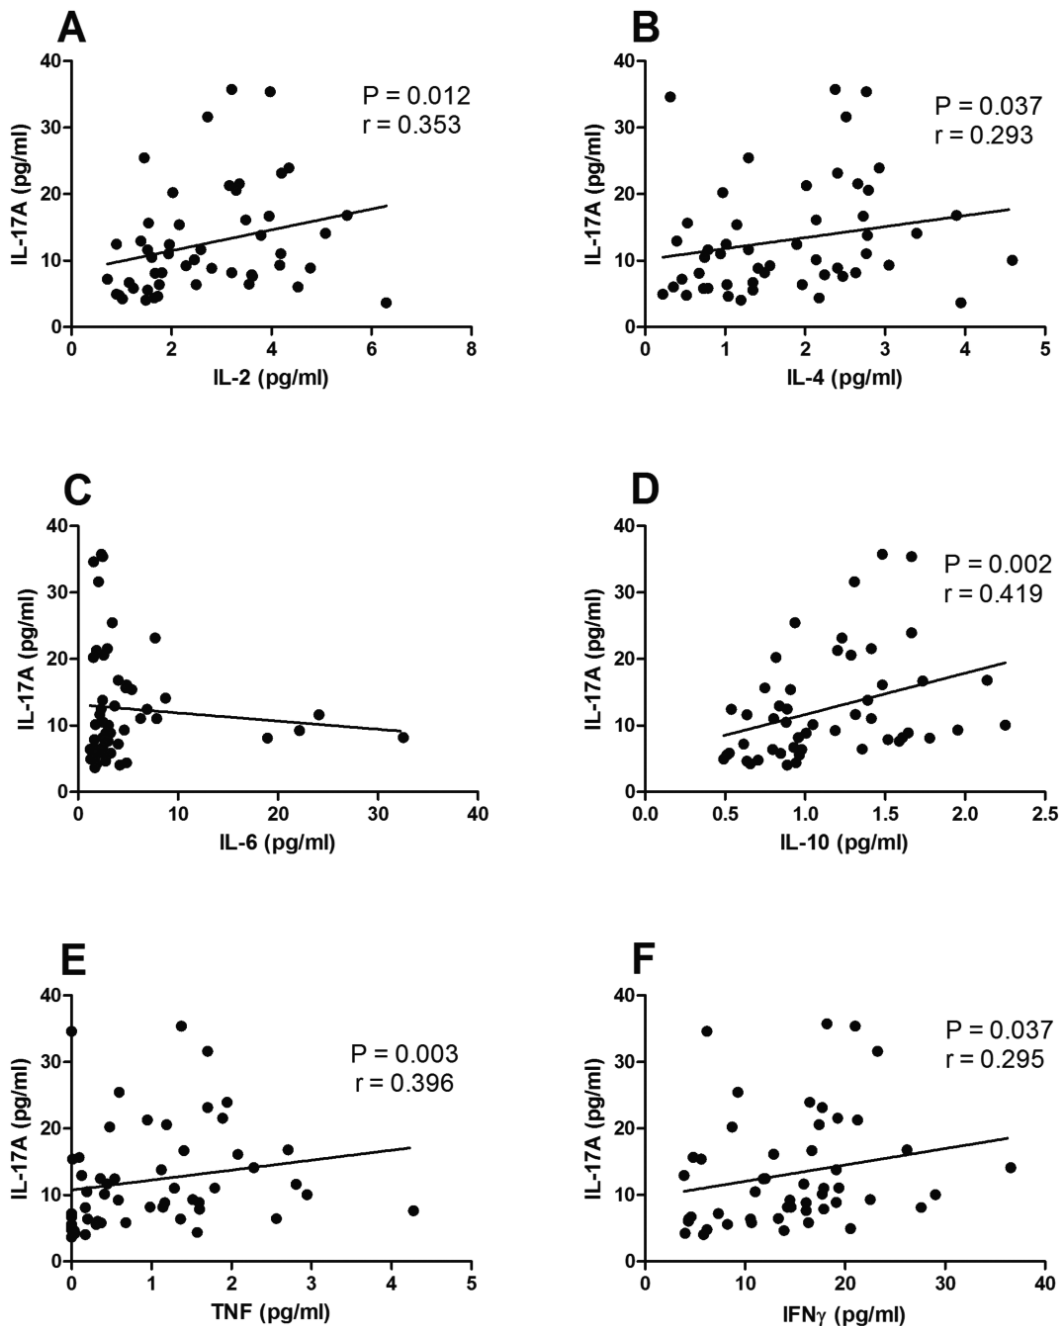 A
IL-17A (pg/ml)
40
30
20
10
0
P = 0.012
r = 0.353
0 2 4 6 8
IL-2 (pg/ml)
B
IL-17A (pg/ml)
40
30
20
10
0
P = 0.037
r = 0.293
0 1 2 3 4 5
IL-4 (pg/ml)
C
IL-17A (pg/ml)
40
30
20
10
0
0 10 20 30 40
IL-6 (pg/ml)
D
IL-17A (pg/ml)
40
30
20
10
0
P = 0.002
r = 0.419
0.0 0.5 1.0 1.5 2.0 2.5
IL-10 (pg/ml)
E
IL-17A (pg/ml)
40
30
20
10
0
P = 0.003
r = 0.396
0 1 2 3 4 5
TNF (pg/ml)
F
IL-17A (pg/ml)
40
30
20
10
0
P = 0.037
r = 0.295
0 10 20 30 40
IFNγ (pg/ml)